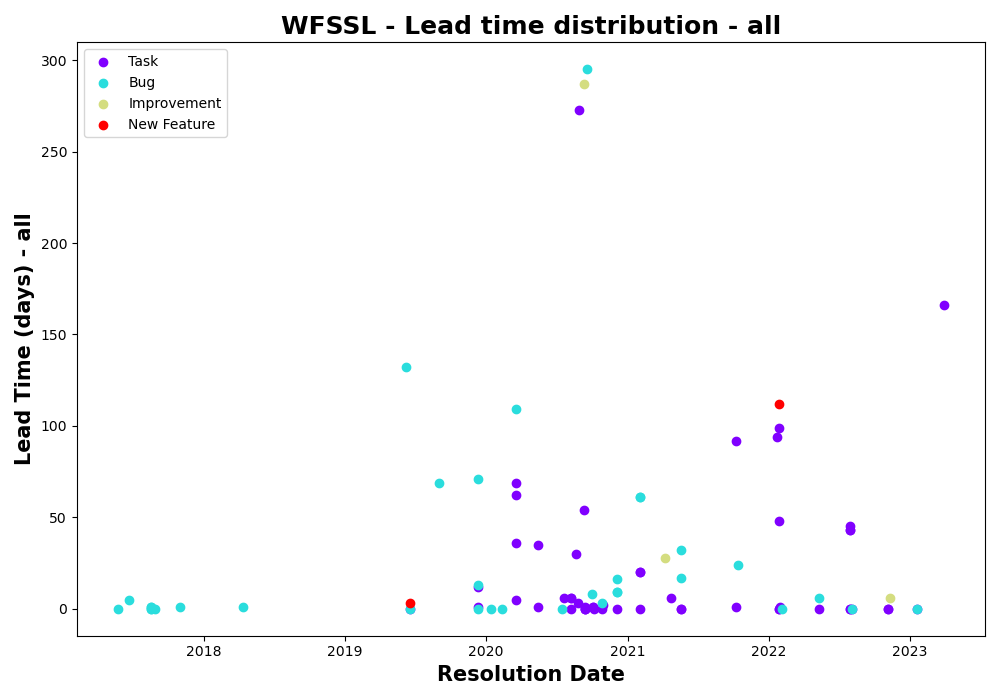 WFSSL - Lead time distribution - all
Task
Bug
Improvement
New Feature
Lead Time (days) - all
300
250
200
150
100
50
0
2018 2019 2020 2021 2022 2023
Resolution Date